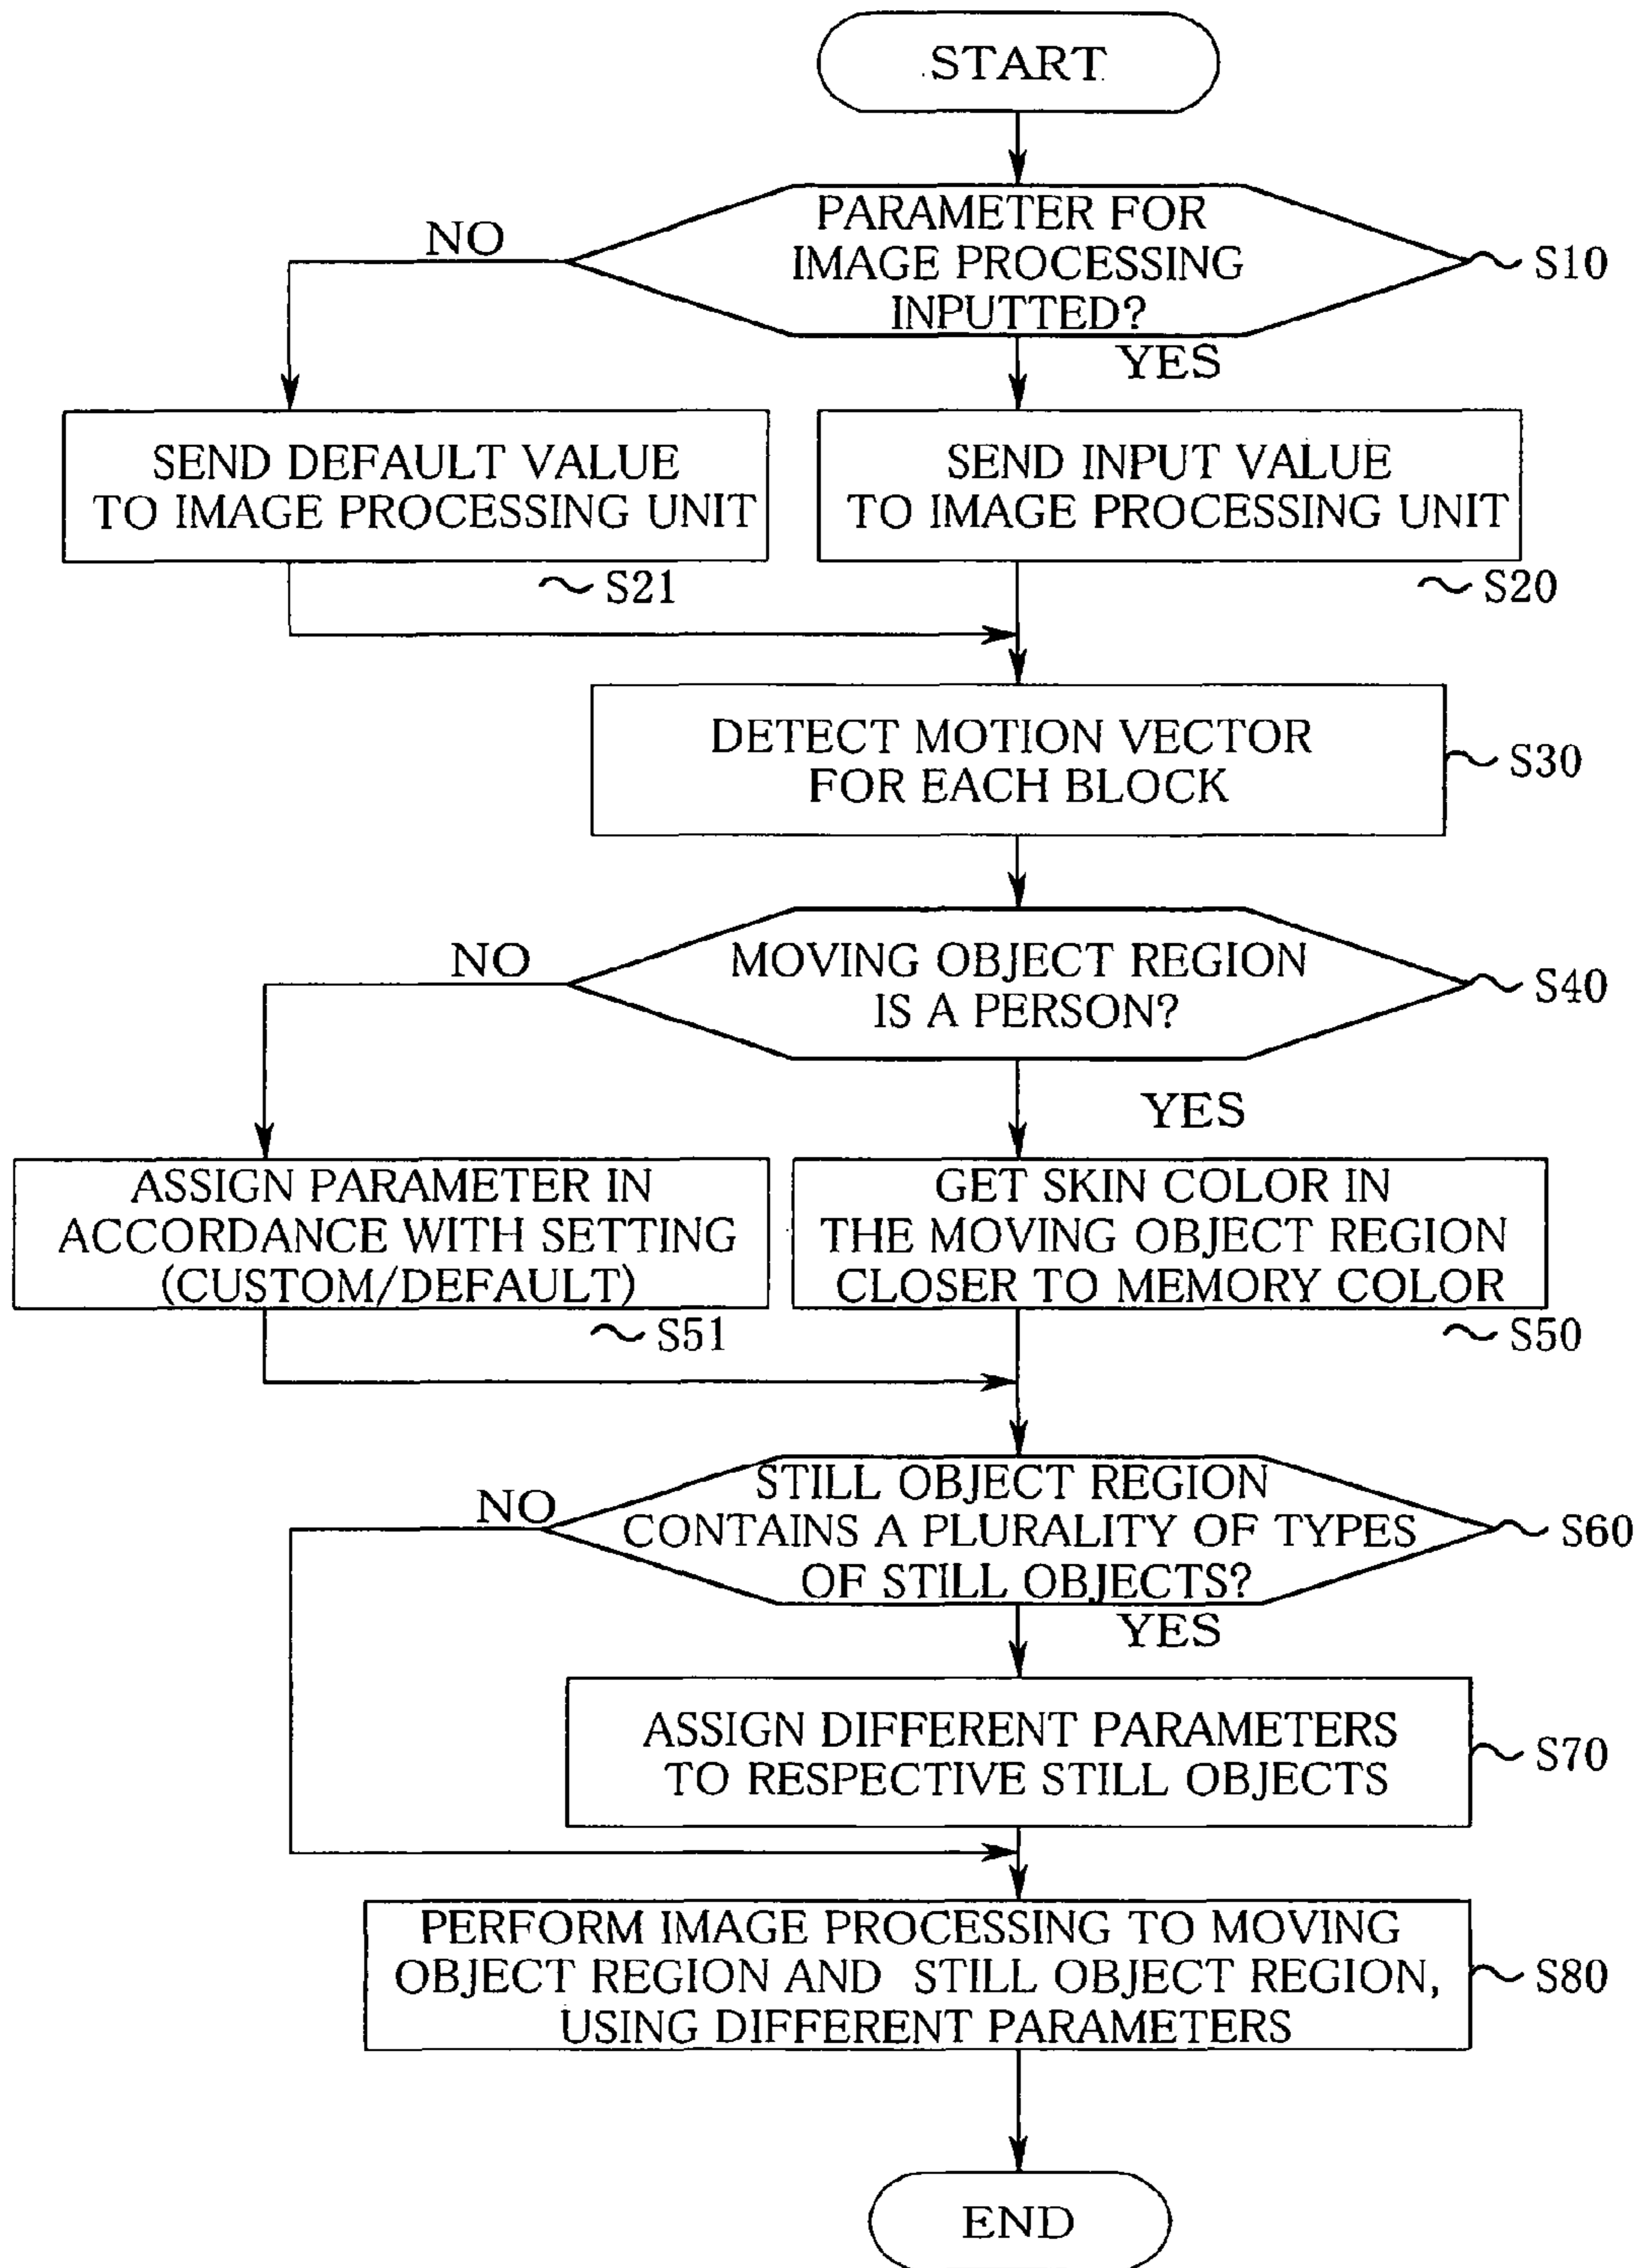 START
PARAMETER FOR
IMAGE PROCESSING
INPUTTED?
S10
NO
YES
SEND DEFAULT VALUE
TO IMAGE PROCESSING UNIT
S21
SEND INPUT VALUE
TO IMAGE PROCESSING UNIT
S20
DETECT MOTION VECTOR
FOR EACH BLOCK
S30
MOVING OBJECT REGION
IS A PERSON?
S40
NO
YES
ASSIGN PARAMETER IN
ACCORDANCE WITH SETTING
(CUSTOM/DEFAULT)
S51
GET SKIN COLOR IN
THE MOVING OBJECT REGION
CLOSER TO MEMORY COLOR
S50
STILL OBJECT REGION
CONTAINS A PLURALITY OF TYPES
OF STILL OBJECTS?
S60
NO
YES
ASSIGN DIFFERENT PARAMETERS
TO RESPECTIVE STILL OBJECTS
S70
PERFORM IMAGE PROCESSING TO MOVING
OBJECT REGION AND STILL OBJECT REGION,
USING DIFFERENT PARAMETERS
S80
END